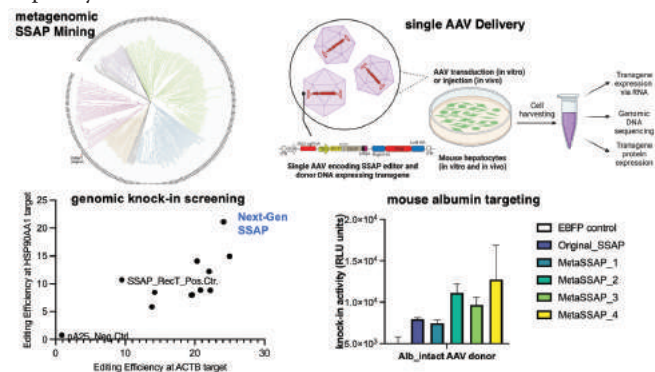 metagenomic
SSAP Mining
single AAV Delivery
AAV transduction (in vitro)
or injection (in vivo)
Cell
harvesting
Transgene
expression
via RNA
Genomic
DNA
sequencing
Transgene
protein
expression
Single AAV encoding SSAP editor and
donor DNA expressing transgene
Mouse hepatocytes
(in vitro and in vivo)
genomic knock-in screening
Editing Efficiency at HSP90AA1 target
25
20
15
10
5
0
Next-Gen
SSAP
SSAP_RecT_Pos.Ctr.
pA25_Neg.Ctrl
0
10
20
30
Editing Efficiency at ACTB target
mouse albumin targeting
knock-in activity (RLU units)
2.0×10⁴
1.5×10⁴
1.0×10⁴
5.0×10³
Alb_intact AAV donor
EBFP control
Original_SSAP
MetaSSAP_1
MetaSSAP_2
MetaSSAP_3
MetaSSAP_4